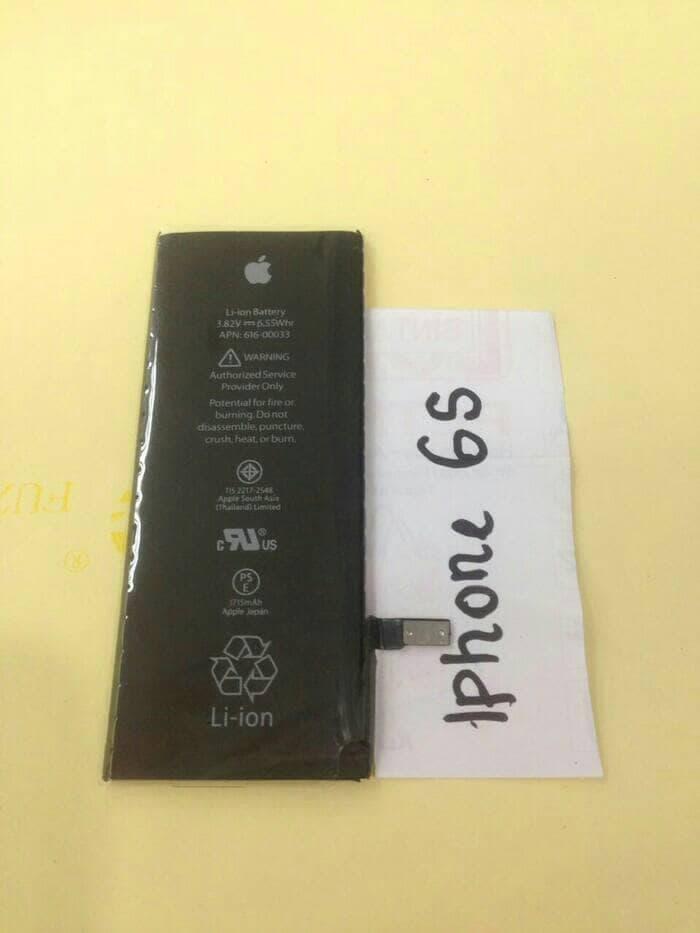 Li-ion Battery
3.82V ⎓ 6.55Whr
APN: 616-00033
WARNING
Authorized Service
Provider Only
Potential for fire or
burning. Do not
disassemble, puncture,
crush, heat, or burn.
TIS 2217-2548
Apple South Asia
(Thailand) Limited
c RU ® US
PS
E
1715mAh
Apple Japan
Li-ion
Iphone 6S